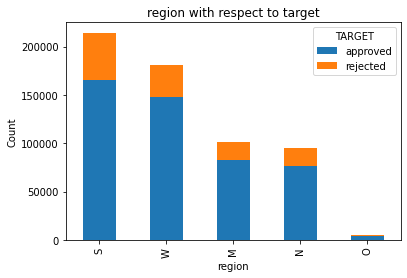 region with respect to target
TARGET
approved
rejected
200000
150000
100000
50000
0
Count
S
W
M
N
O
region